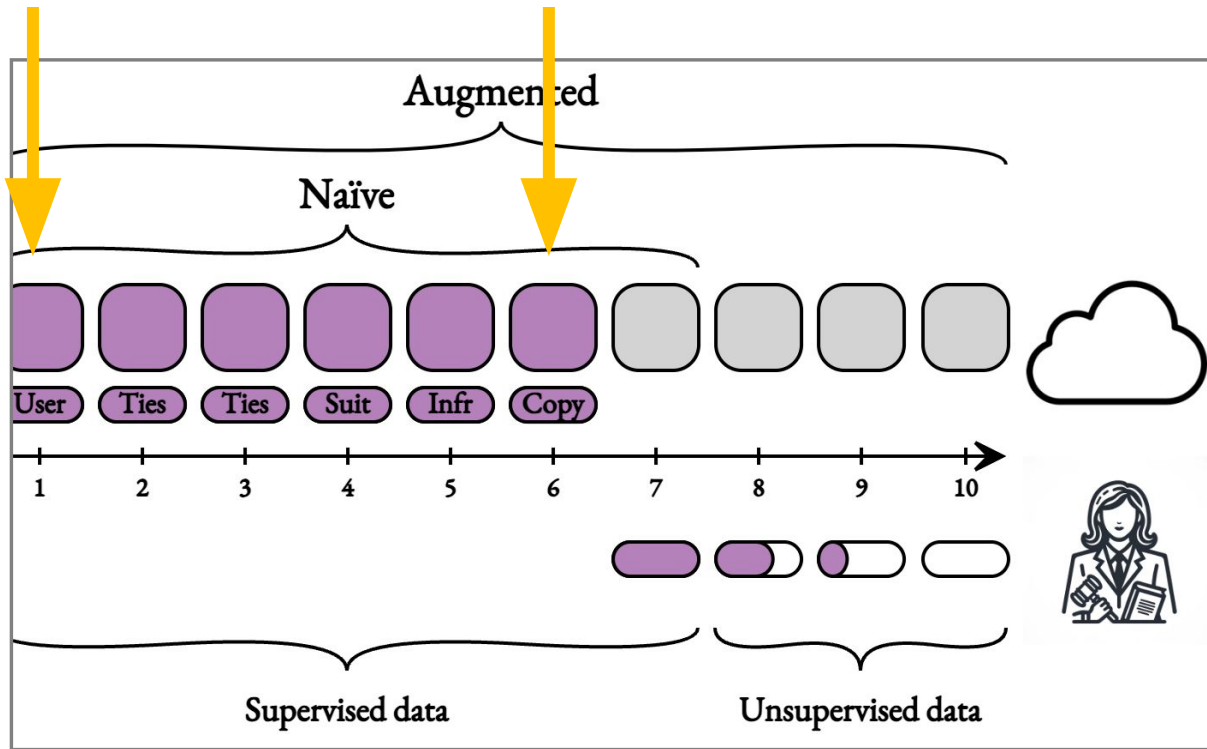 Augmented
Naïve
User Ties Ties Suit Infr Copy
1 2 3 4 5 6 7 8 9 10
Supervised data Unsupervised data